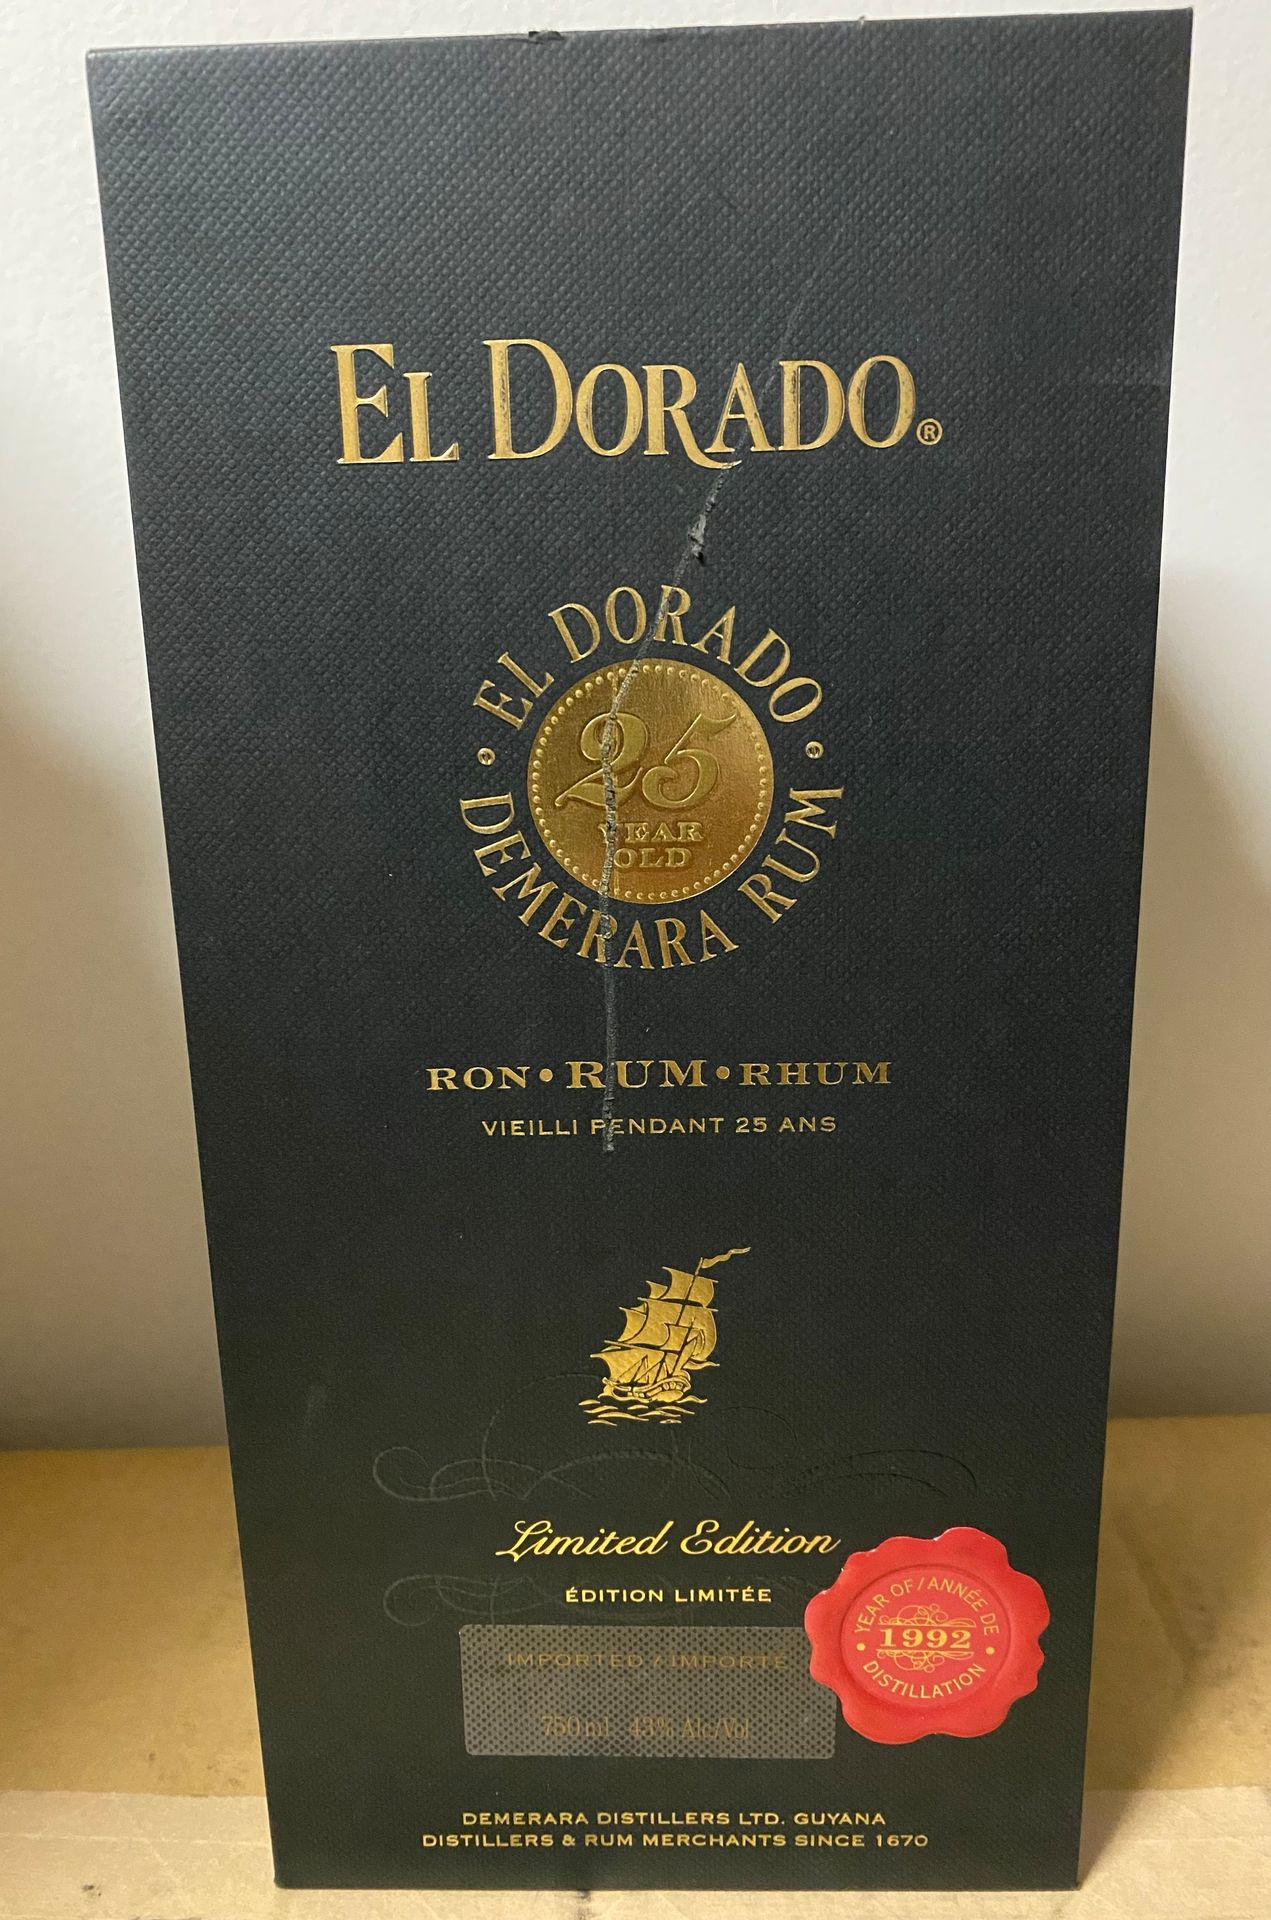 EL DORADO®
• EL DORADO •
DEMERARA RUM
25
YEAR
OLD
RON • RUM • RHUM
VIEILLI PENDANT 25 ANS
Limited Edition
ÉDITION LIMITÉE
IMPORTED / IMPORTÉ
750 ml 43% Alc/Vol
YEAR OF / ANNÉE DE
1992
• DISTILLATION •
DEMERARA DISTILLERS LTD. GUYANA
DISTILLERS & RUM MERCHANTS SINCE 1670